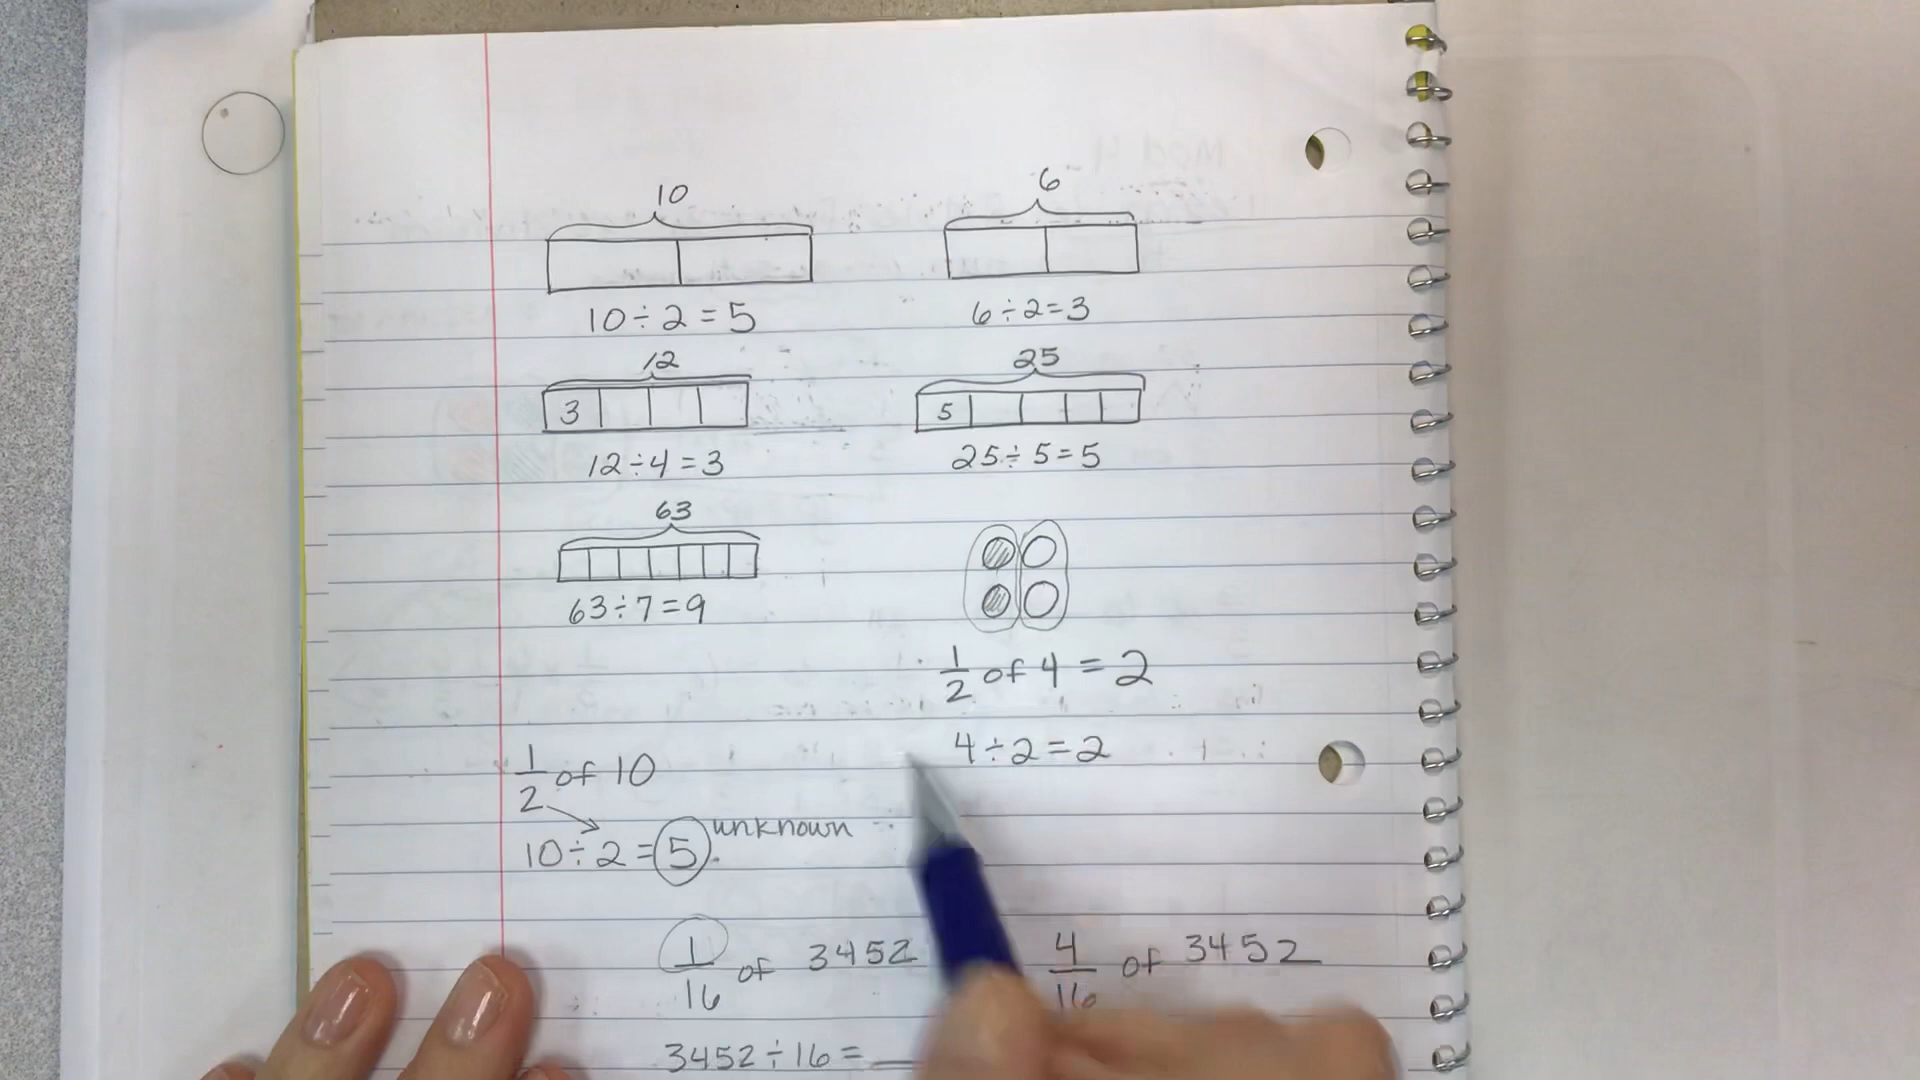 10
6
10÷2=5
6÷2=3
12
25
3
5
12÷4=3
25÷5=5
63
63÷7=9
1/2 of 4 = 2
4÷2=2
1/2 of 10
10÷2=5 unknown
1/16 of 3452
4/16 of 3452
3452÷16=